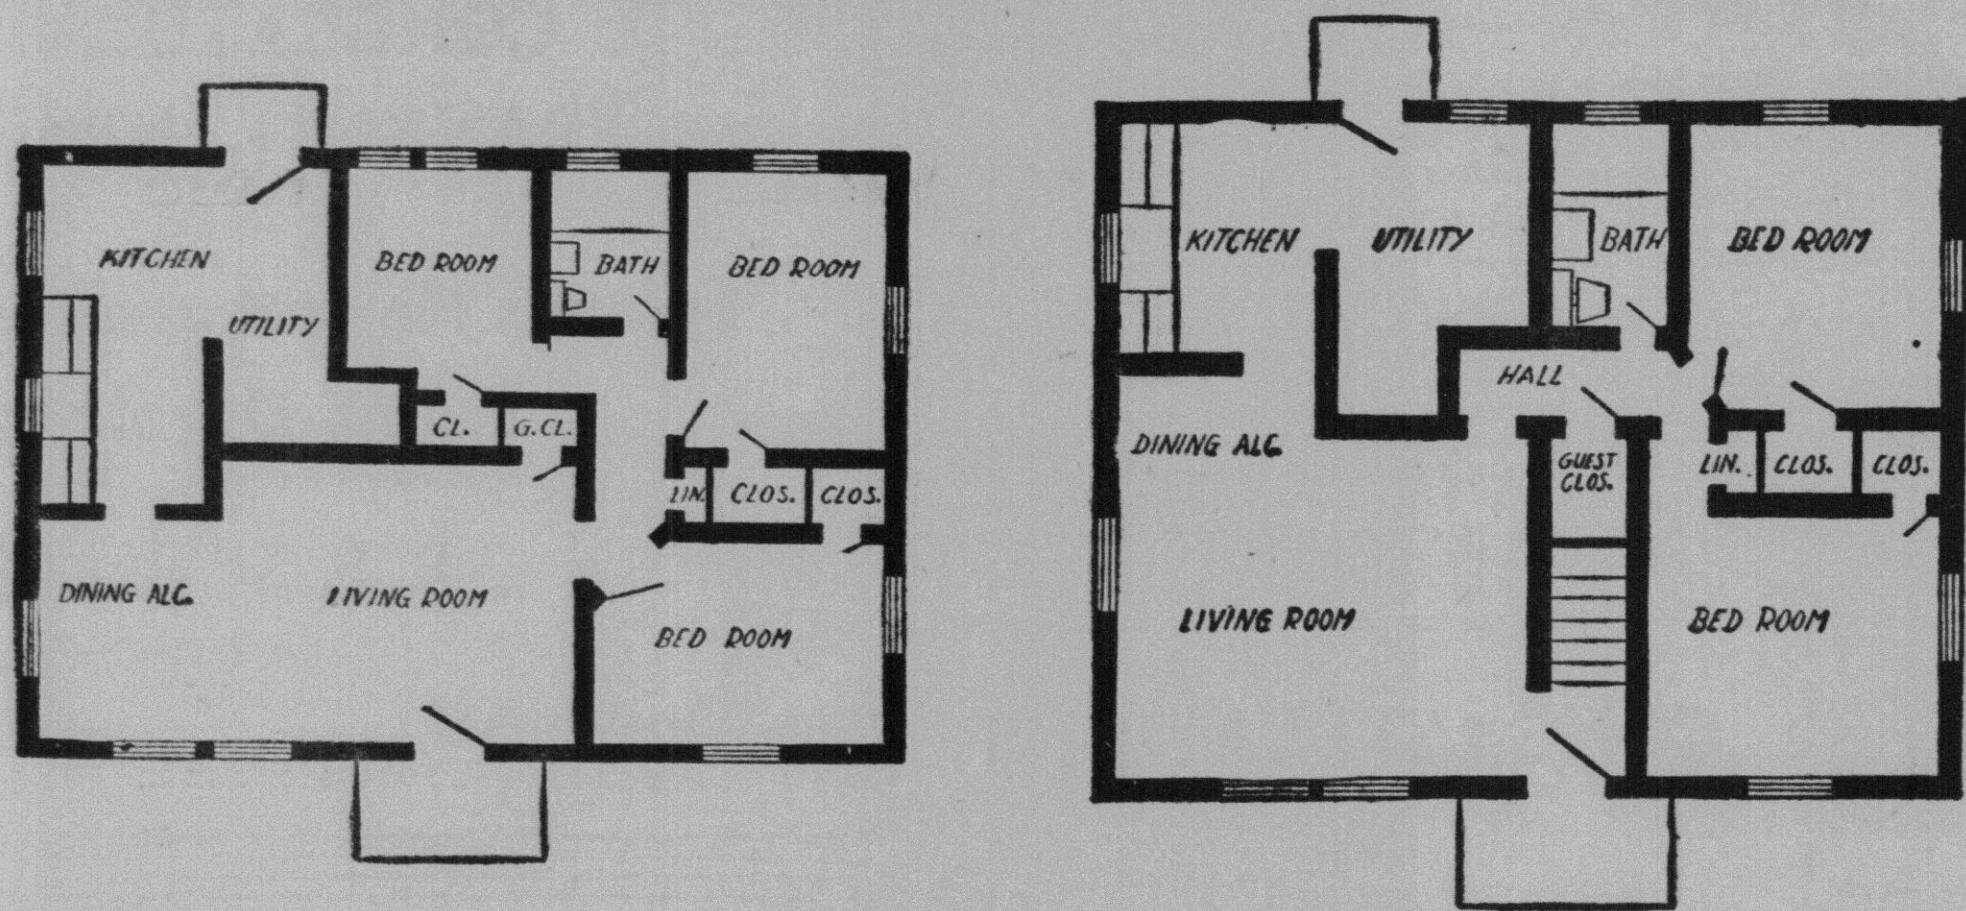 KITCHEN
UTILITY
BED ROOM
BATH
BED ROOM
CL.
G.CL.
LIN.
CLOS.
CLOS.
DINING ALC.
LIVING ROOM
BED ROOM
KITCHEN
UTILITY
BATH
BED ROOM
HALL
DINING ALC.
GUEST
CLOS.
LIN.
CLOS.
CLOS.
LIVING ROOM
BED ROOM